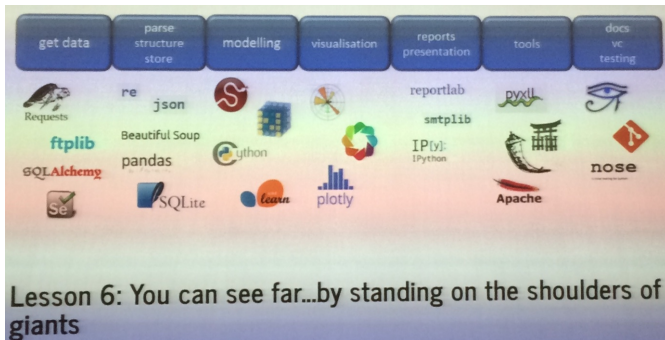 get data
parse
structure
store
modelling
visualisation
reports
presentation
tools
docs
vc
testing
Requests
ftplib
SQLAlchemy
Se
re
json
Beautiful Soup
pandas
SQLite
Cython
learn
plotly
reportlab
smtplib
IP[y]:
IPython
pyxll
Apache
nose
Lesson 6: You can see far...by standing on the shoulders of
giants